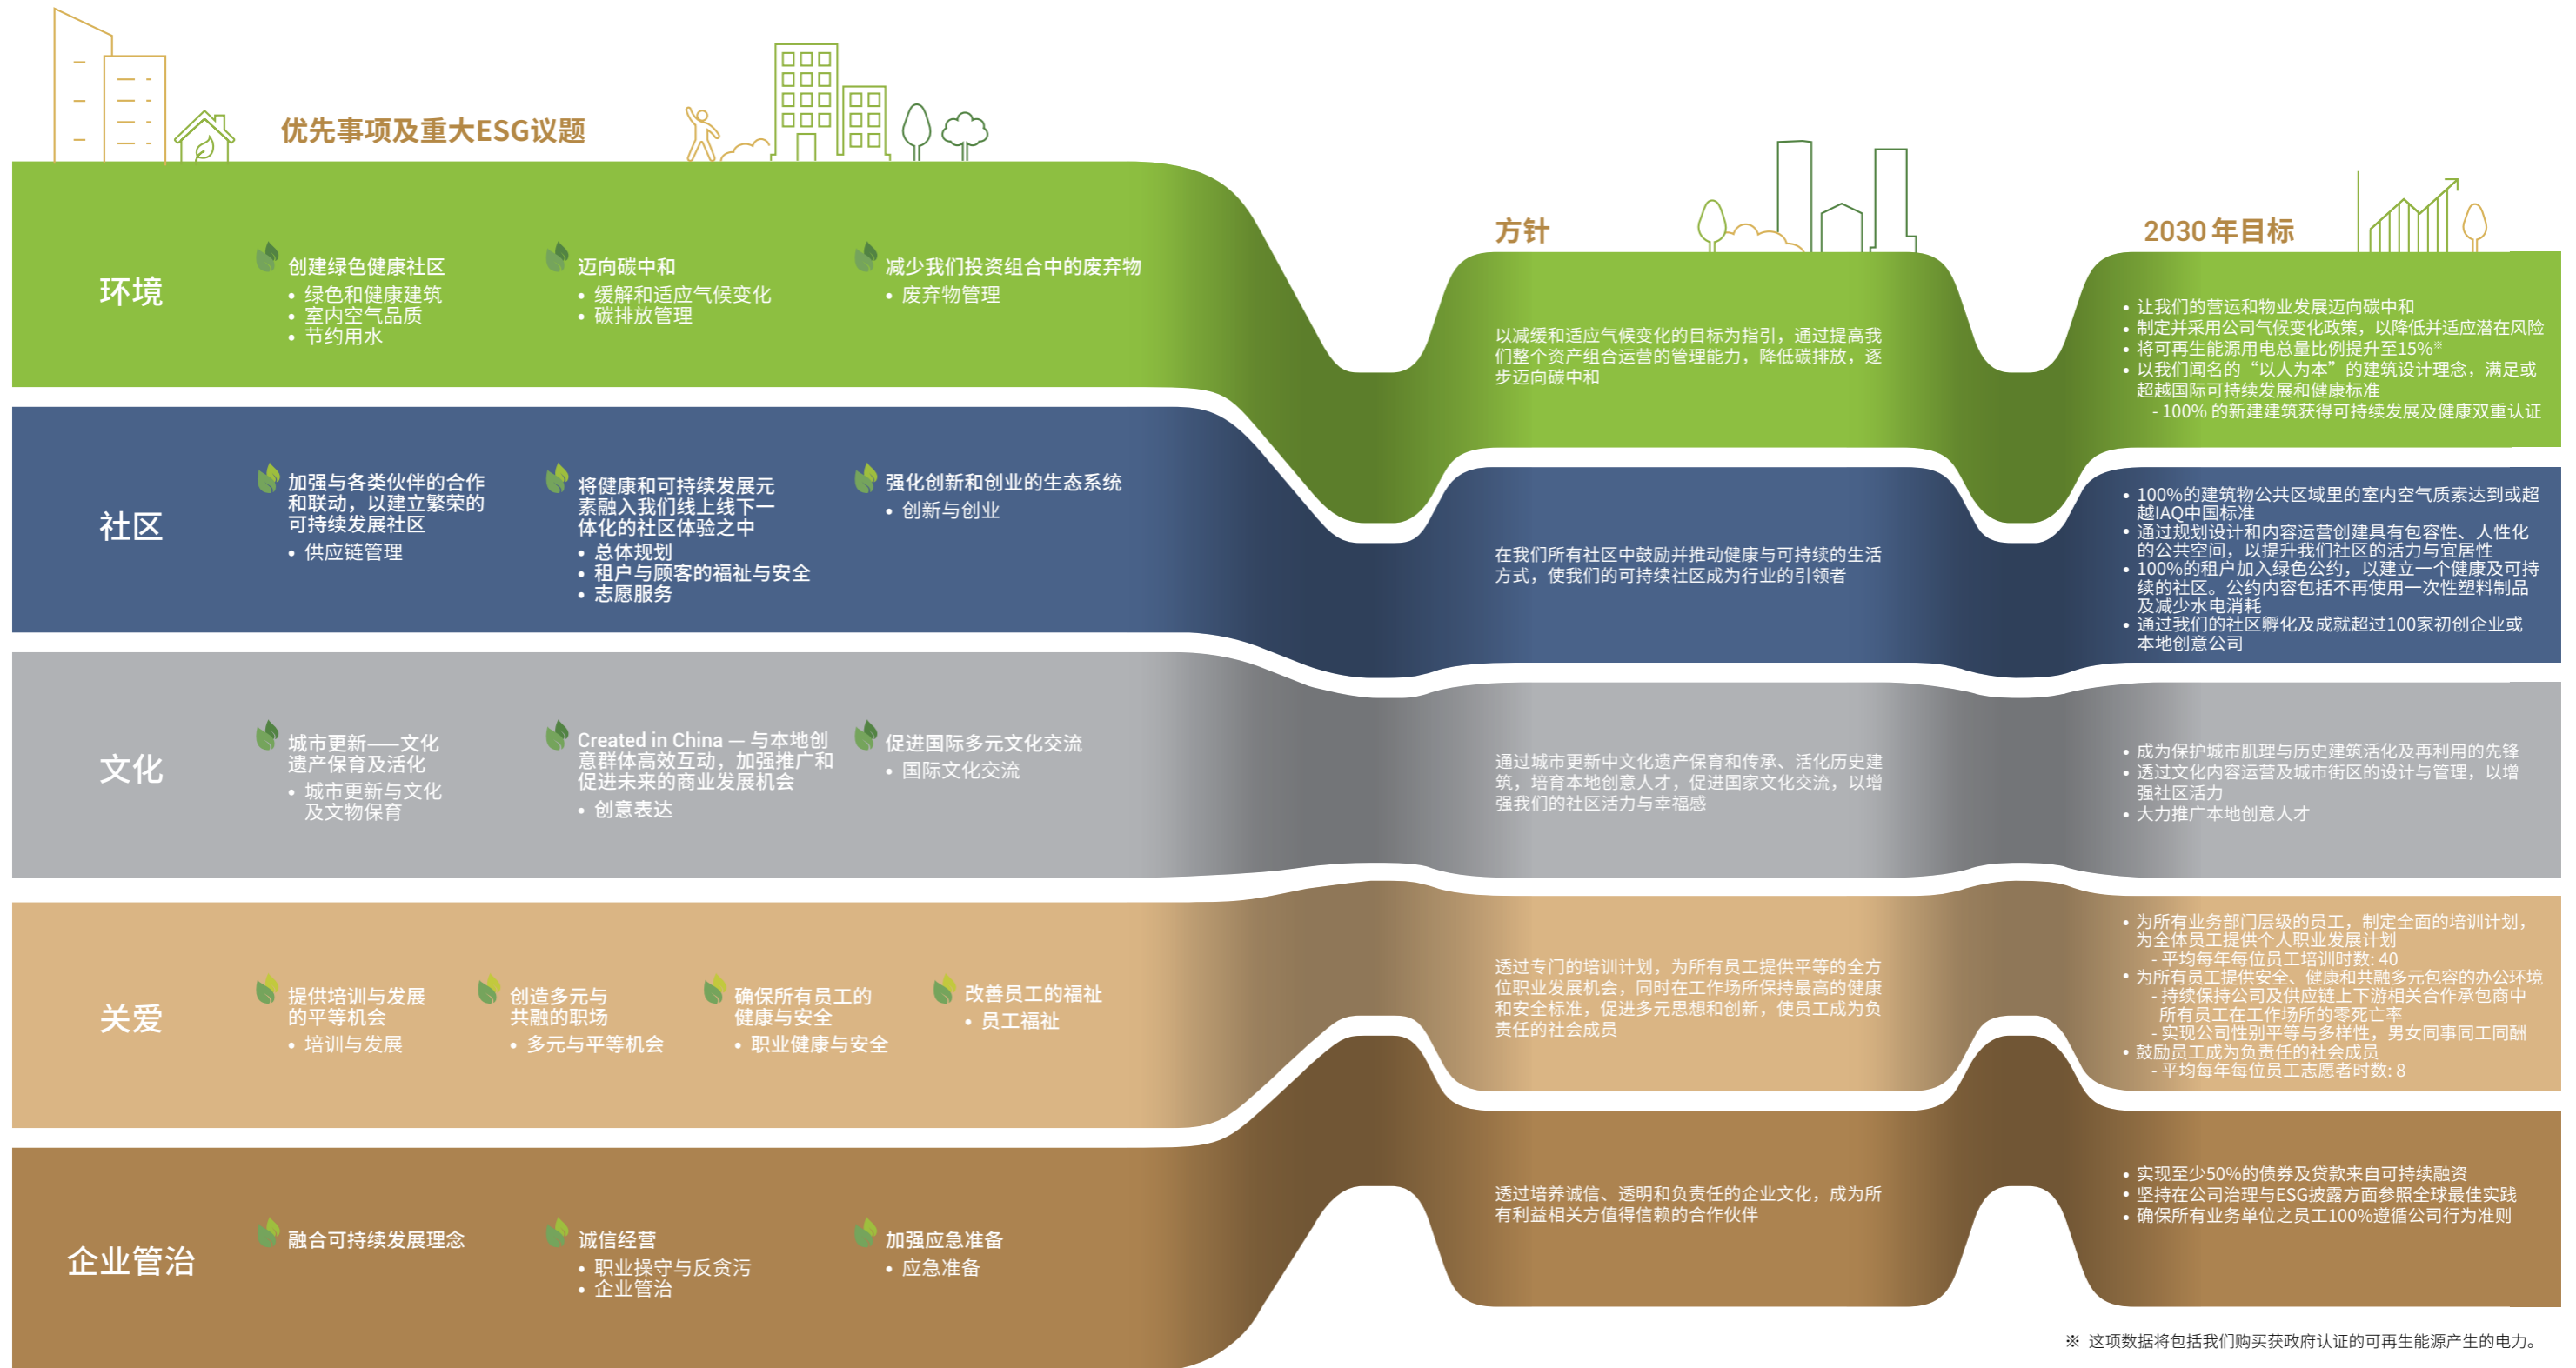 优先事项及重大ESG议题
方针
2030 年目标
环境
创建绿色健康社区
• 绿色和健康建筑
• 室内空气品质
• 节约用水
迈向碳中和
• 缓解和适应气候变化
• 碳排放管理
减少我们投资组合中的废弃物
• 废弃物管理
以减缓和适应气候变化的目标为指引，通过提高我
们整个资产组合运营的管理能力，降低碳排放，逐
步迈向碳中和
• 让我们的营运和物业发展迈向碳中和
• 制定并采用公司气候变化政策，以降低并适应潜在风险
• 将可再生能源用电总量比例提升至15%※
• 以我们闻名的“以人为本”的建筑设计理念，满足或
超越国际可持续发展和健康标准
- 100% 的新建建筑获得可持续发展及健康双重认证
社区
加强与各类伙伴的合作
和联动，以建立繁荣的
可持续发展社区
• 供应链管理
将健康和可持续发展元
素融入我们线上线下一
体化的社区体验之中
• 总体规划
• 租户与顾客的福祉与安全
• 志愿服务
强化创新和创业的生态系统
• 创新与创业
在我们所有社区中鼓励并推动健康与可持续的生活
方式，使我们的可持续社区成为行业的引领者
• 100%的建筑物公共区域里的室内空气质素达到或超
越IAQ中国标准
• 通过规划设计和内容运营创建具有包容性、人性化
的公共空间，以提升我们社区的活力与宜居性
• 100%的租户加入绿色公约，以建立一个健康及可持
续的社区。公约内容包括不再使用一次性塑料制品
及减少水电消耗
• 通过我们的社区孵化及成就超过100家初创企业或
本地创意公司
文化
城市更新——文化
遗产保育及活化
• 城市更新与文化
及文物保育
Created in China — 与本地创
意群体高效互动，加强推广和
促进未来的商业发展机会
• 创意表达
促进国际多元文化交流
• 国际文化交流
通过城市更新中文化遗产保育和传承、活化历史建
筑，培育本地创意人才，促进国家文化交流，以增
强我们的社区活力与幸福感
• 成为保护城市肌理与历史建筑活化及再利用的先锋
• 透过文化内容运营及城市街区的设计与管理，以增
强社区活力
• 大力推广本地创意人才
关爱
提供培训与发展
的平等机会
• 培训与发展
创造多元与
共融的职场
• 多元与平等机会
确保所有员工的
健康与安全
• 职业健康与安全
改善员工的福祉
• 员工福祉
透过专门的培训计划，为所有员工提供平等的全方
位职业发展机会，同时在工作场所保持最高的健康
和安全标准，促进多元思想和创新，使员工成为负
责任的社会成员
• 为所有业务部门层级的员工，制定全面的培训计划，
为全体员工提供个人职业发展计划
- 平均每年每位员工培训时数: 40
• 为所有员工提供安全、健康和共融多元包容的办公环境
- 持续保持公司及供应链上下游相关合作承包商中
所有员工在工作场所的零死亡率
- 实现公司性别平等与多样性，男女同事同工同酬
• 鼓励员工成为负责任的社会成员
- 平均每年每位员工志愿者时数: 8
企业管治
融合可持续发展理念
诚信经营
• 职业操守与反贪污
• 企业管治
加强应急准备
• 应急准备
透过培养诚信、透明和负责任的企业文化，成为所
有利益相关方值得信赖的合作伙伴
• 实现至少50%的债券及贷款来自可持续融资
• 坚持在公司治理与ESG披露方面参照全球最佳实践
• 确保所有业务单位之员工100%遵循公司行为准则
※ 这项数据将包括我们购买获政府认证的可再生能源产生的电力。